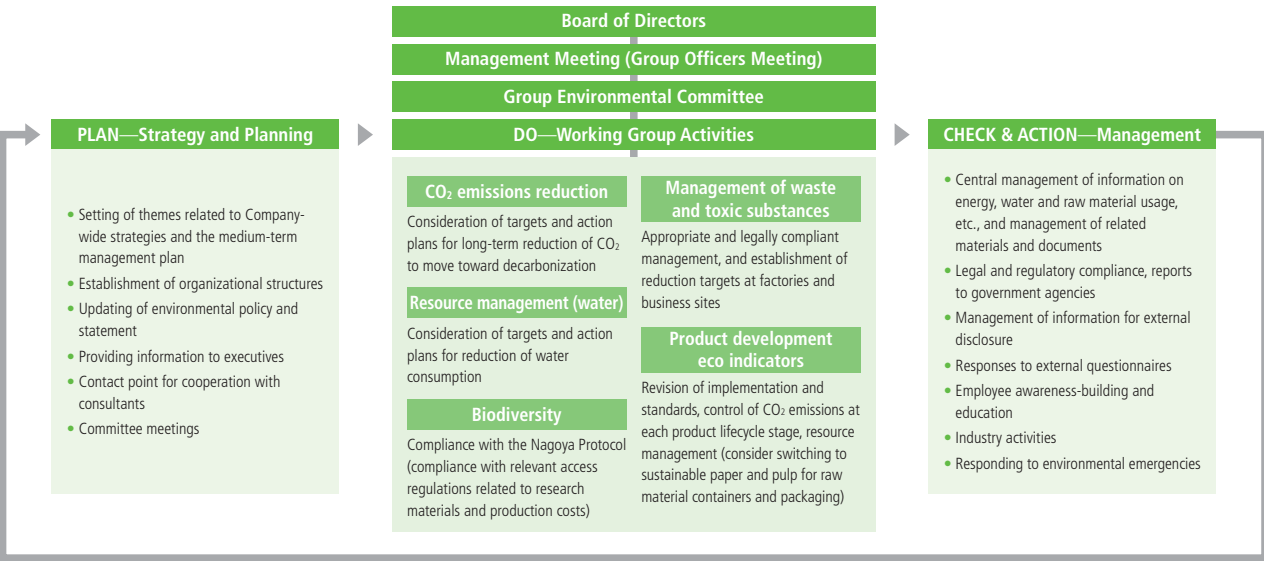 Board of Directors
Management Meeting (Group Officers Meeting)
Group Environmental Committee
PLAN—Strategy and Planning
• Setting of themes related to Company-
wide strategies and the medium-term
management plan
• Establishment of organizational structures
• Updating of environmental policy and
statement
• Providing information to executives
• Contact point for cooperation with
consultants
• Committee meetings
DO—Working Group Activities
CO₂ emissions reduction
Consideration of targets and action
plans for long-term reduction of CO₂
to move toward decarbonization
Resource management (water)
Consideration of targets and action
plans for reduction of water
consumption
Biodiversity
Compliance with the Nagoya Protocol
(compliance with relevant access
regulations related to research
materials and production costs)
Management of waste
and toxic substances
Appropriate and legally compliant
management, and establishment of
reduction targets at factories and
business sites
Product development
eco indicators
Revision of implementation and
standards, control of CO₂ emissions at
each product lifecycle stage, resource
management (consider switching to
sustainable paper and pulp for raw
material containers and packaging)
CHECK & ACTION—Management
• Central management of information on
energy, water and raw material usage,
etc., and management of related
materials and documents
• Legal and regulatory compliance, reports
to government agencies
• Management of information for external
disclosure
• Responses to external questionnaires
• Employee awareness-building and
education
• Industry activities
• Responding to environmental emergencies